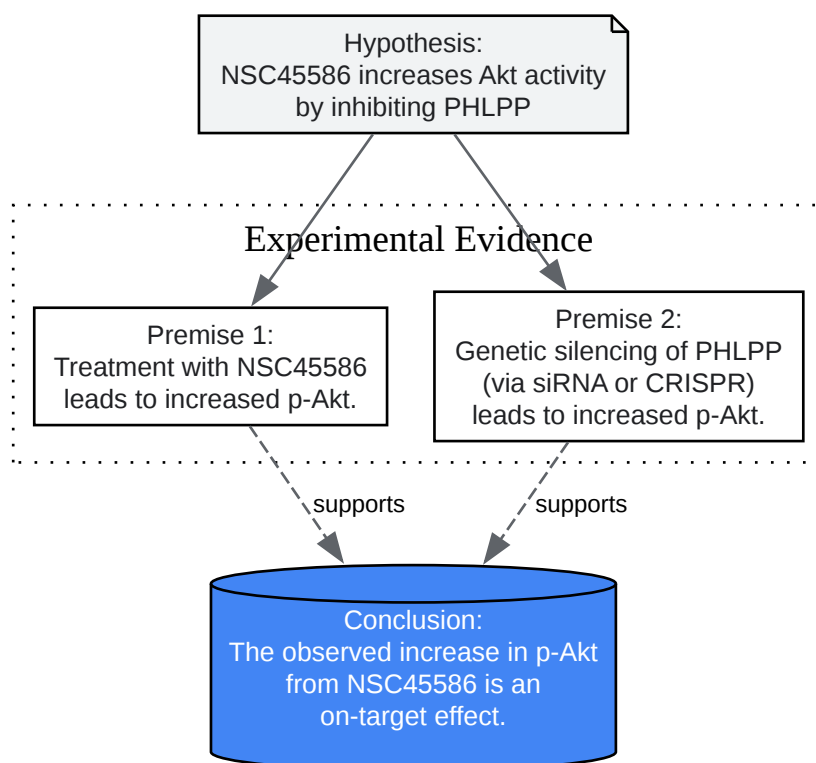 Hypothesis:
NSC45586 increases Akt activity
by inhibiting PHLPP
Experimental Evidence
Premise 1:
Treatment with NSC45586
leads to increased p-Akt.
Premise 2:
Genetic silencing of PHLPP
(via siRNA or CRISPR)
leads to increased p-Akt.
supports
supports
Conclusion:
The observed increase in p-Akt
from NSC45586 is an
on-target effect.